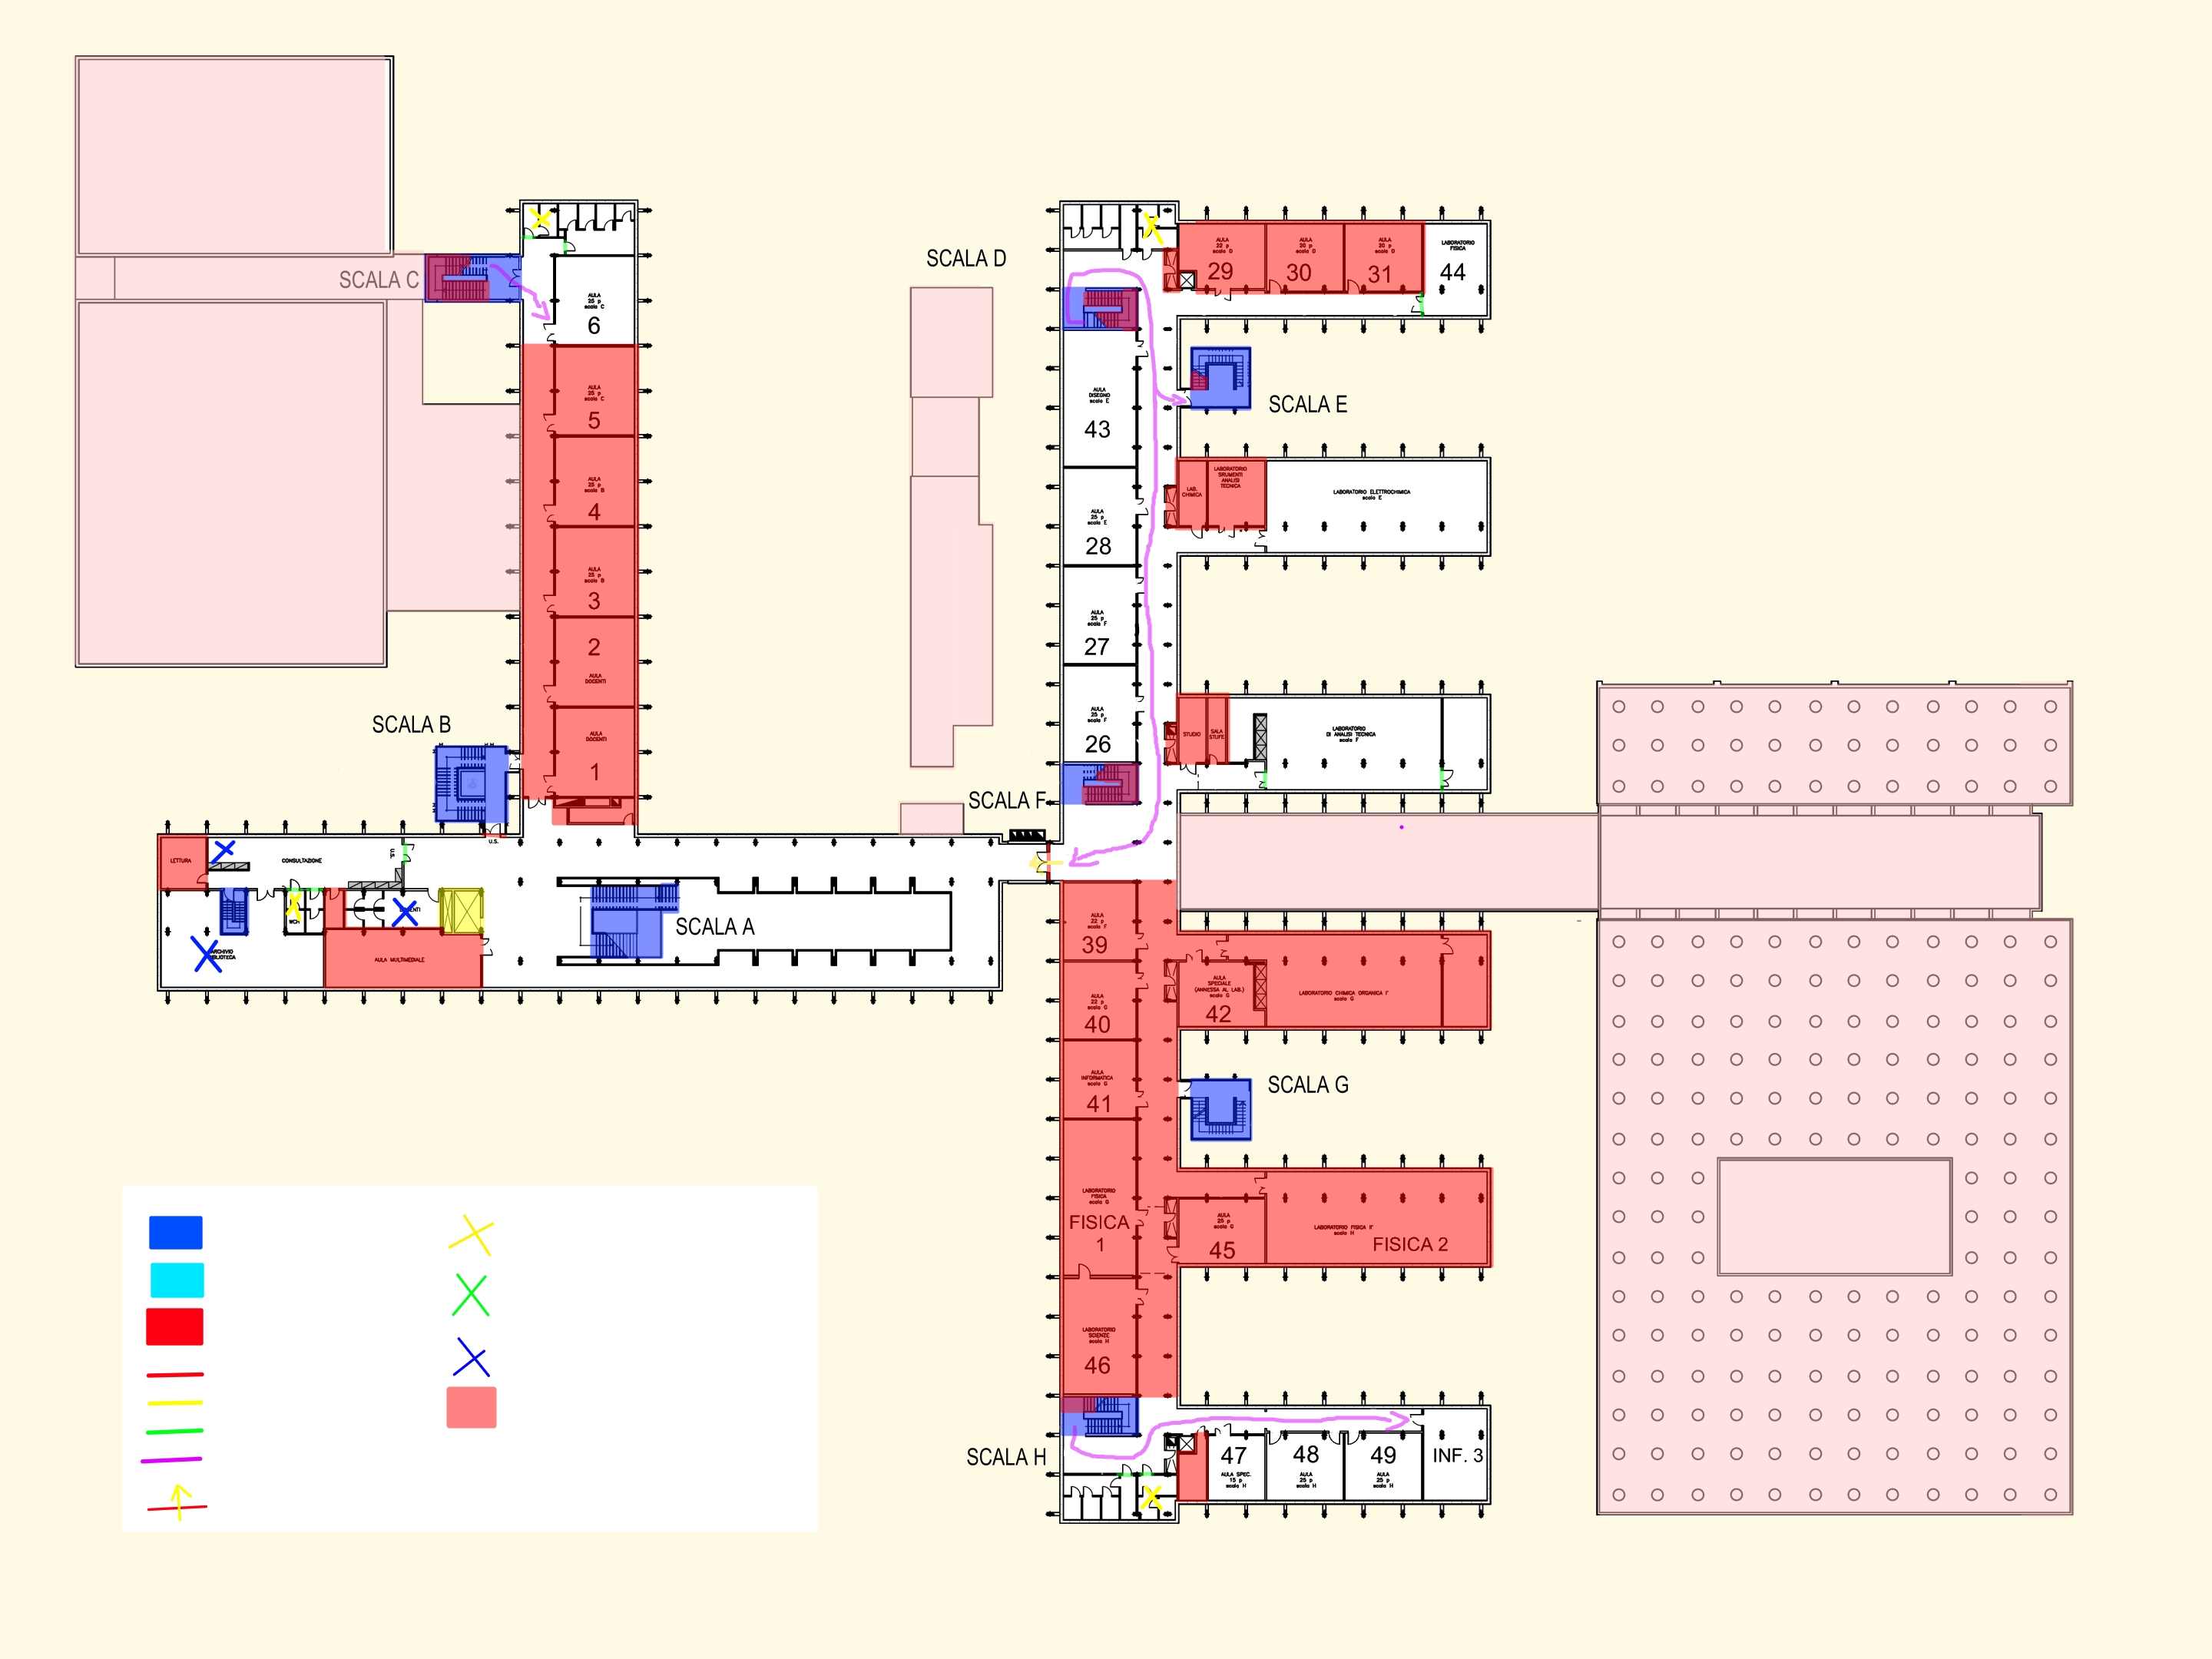 SCALA D
AULA
22 p
scala D
29
AULA
20 p
scala D
30
AULA
20 p
scala D
31
LABORATORIO
FISICA
44
SCALA C
AULA
25 p
scala C
6
SCALA E
AULA
25 p
scala C
5
AULA
DISEGNO
scala E
43
LAB.
CHIMICA
LABORATORIO
STRUMENTI
ANALISI
TECNICA
LABORATORIO ELETTROCHIMICA
scala E
AULA
25 p
scala B
4
AULA
25 p
scala E
28
AULA
25 p
scala B
3
AULA
25 p
scala F
27
2
AULA
DOCENTI
SCALA B
AULA
DOCENTI
1
AULA
25 p
scala F
26
STUDIO
SALA
STUFE
LABORATORIO
DI ANALISI TECNICA
scala F
SCALA F
U.S.
LETTURA
CONSULTAZIONE
U.S.
WCH
ARCHIVIO
BIBLIOTECA
AULA MULTIMEDIALE
SCALA A
AULA
22 p
scala F
39
AULA
22 p
scala G
40
AULA
SPECIALE
(ANNESSA AL LAB.)
scala G
42
LABORATORIO CHIMICA ORGANICA I'
scala G
AULA
INFORMATICA
scala G
41
SCALA G
LABORATORIO
FISICA
scala G
FISICA
1
AULA
25 p
scala G
45
LABORATORIO FISICA II'
scala H
FISICA 2
LABORATORIO
SCIENZE
scala H
46
SCALA H
47
AULA SPEC.
15 p
scala H
48
AULA
25 p
scala H
49
AULA
25 p
scala H
INF. 3